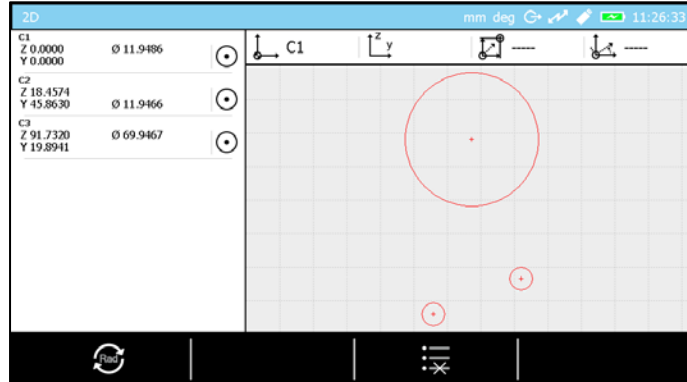 2D
mm deg 11:26:33
C1
Z 0.0000 Ø 11.9486
Y 0.0000
C2
Z 18.4574
Y 45.8630 Ø 11.9466
C3
Z 91.7320 Ø 69.9467
Y 19.8941
C1
z
y
-----
-----
Rad